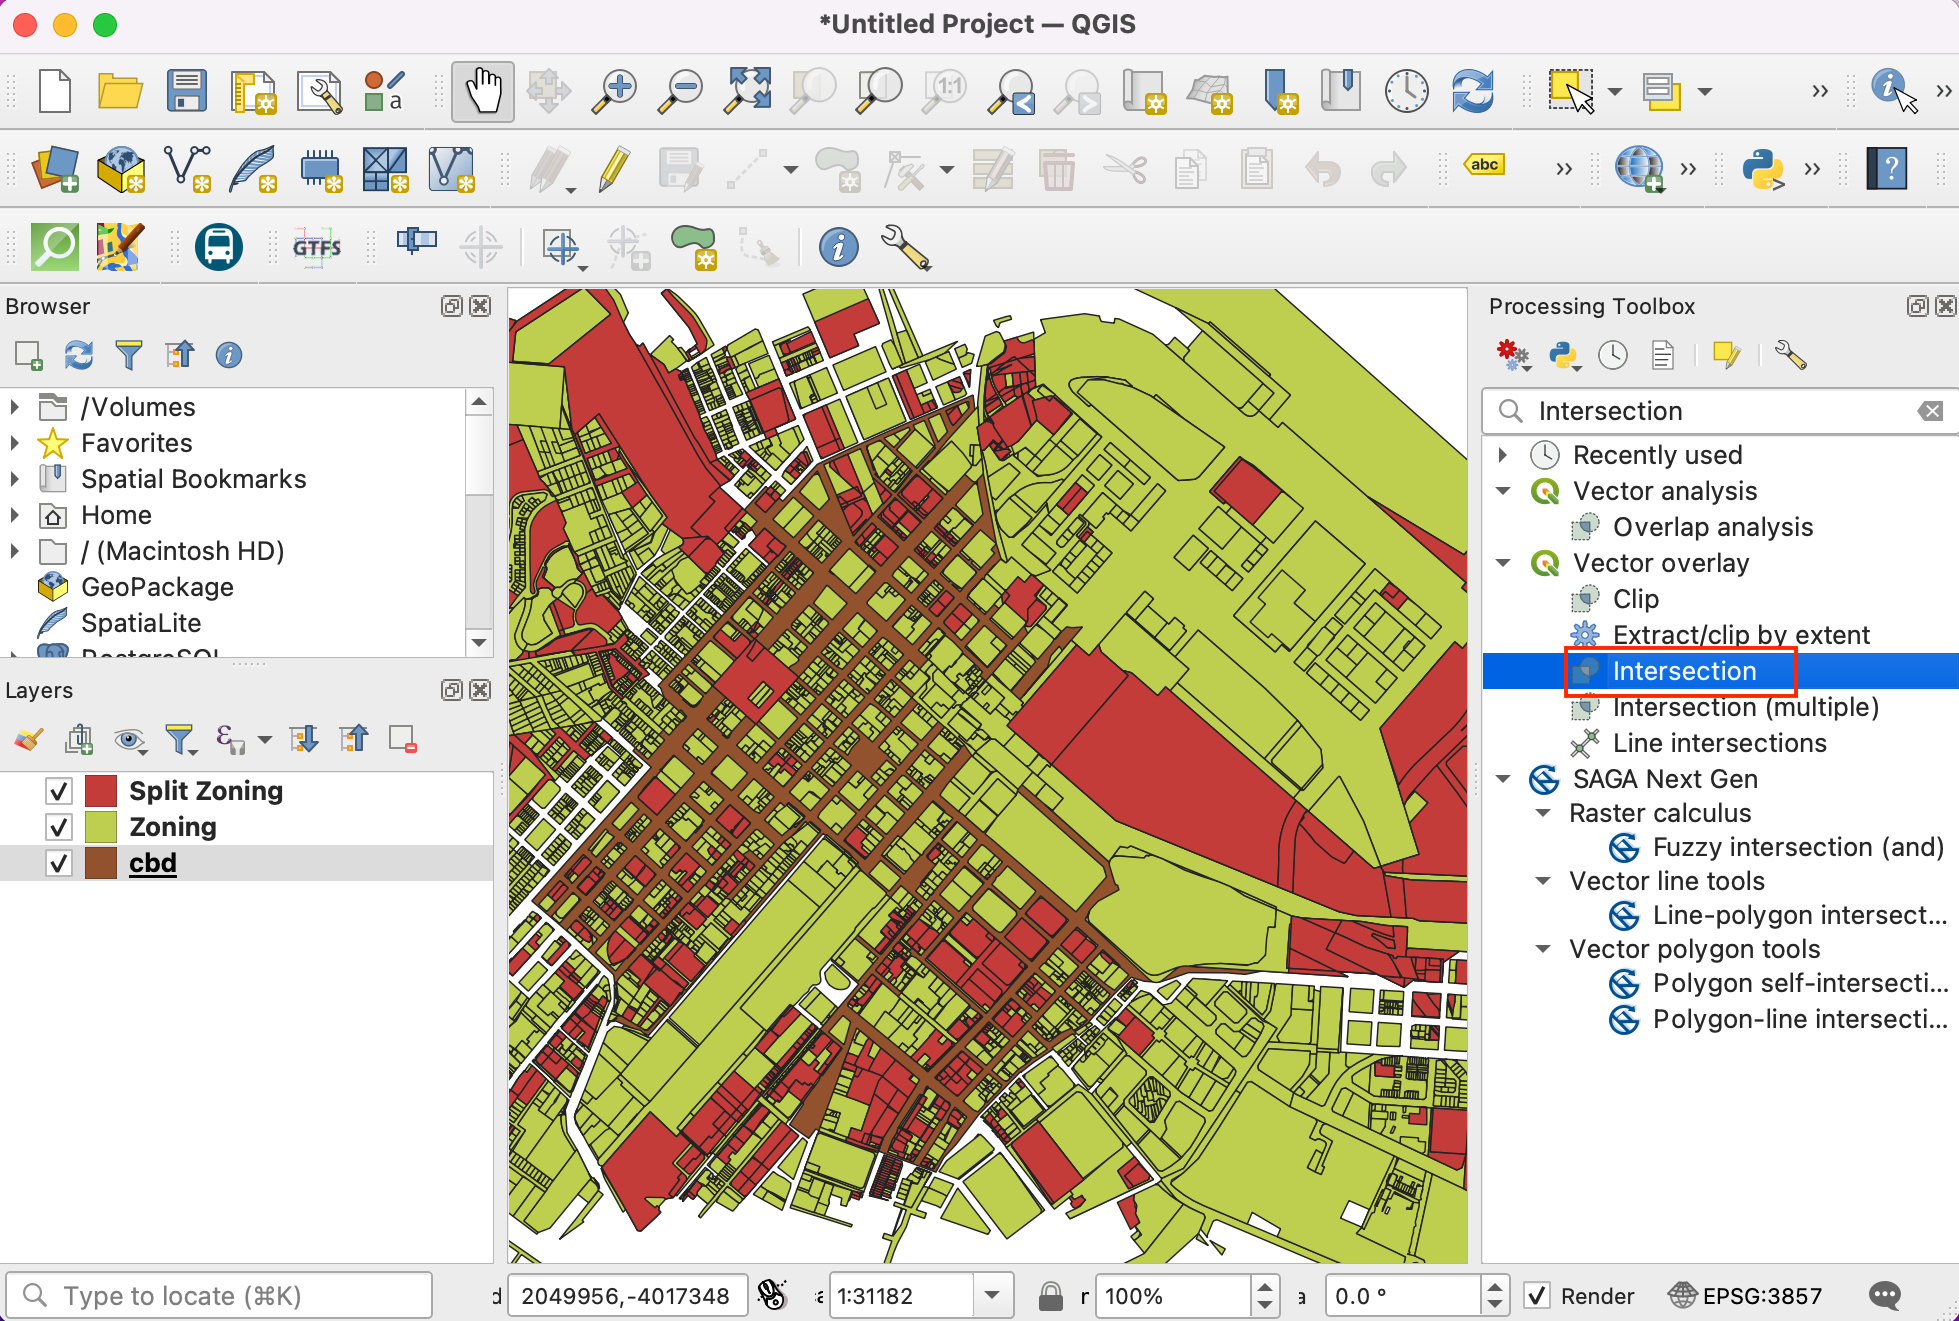 *Untitled Project — QGIS
a
1:1
abc
?
GTFS
Browser
/Volumes
Favorites
Spatial Bookmarks
Home
/ (Macintosh HD)
GeoPackage
SpatiaLite
Layers
Split Zoning
Zoning
cbd
Processing Toolbox
Intersection
Recently used
Vector analysis
Overlap analysis
Vector overlay
Clip
Extract/clip by extent
Intersection
Intersection (multiple)
Line intersections
SAGA Next Gen
Raster calculus
Fuzzy intersection (and)
Vector line tools
Line-polygon intersect...
Vector polygon tools
Polygon self-intersecti...
Polygon-line intersecti...
Type to locate (⌘K)
2049956,-4017348
1:31182
100%
0.0 °
Render
EPSG:3857